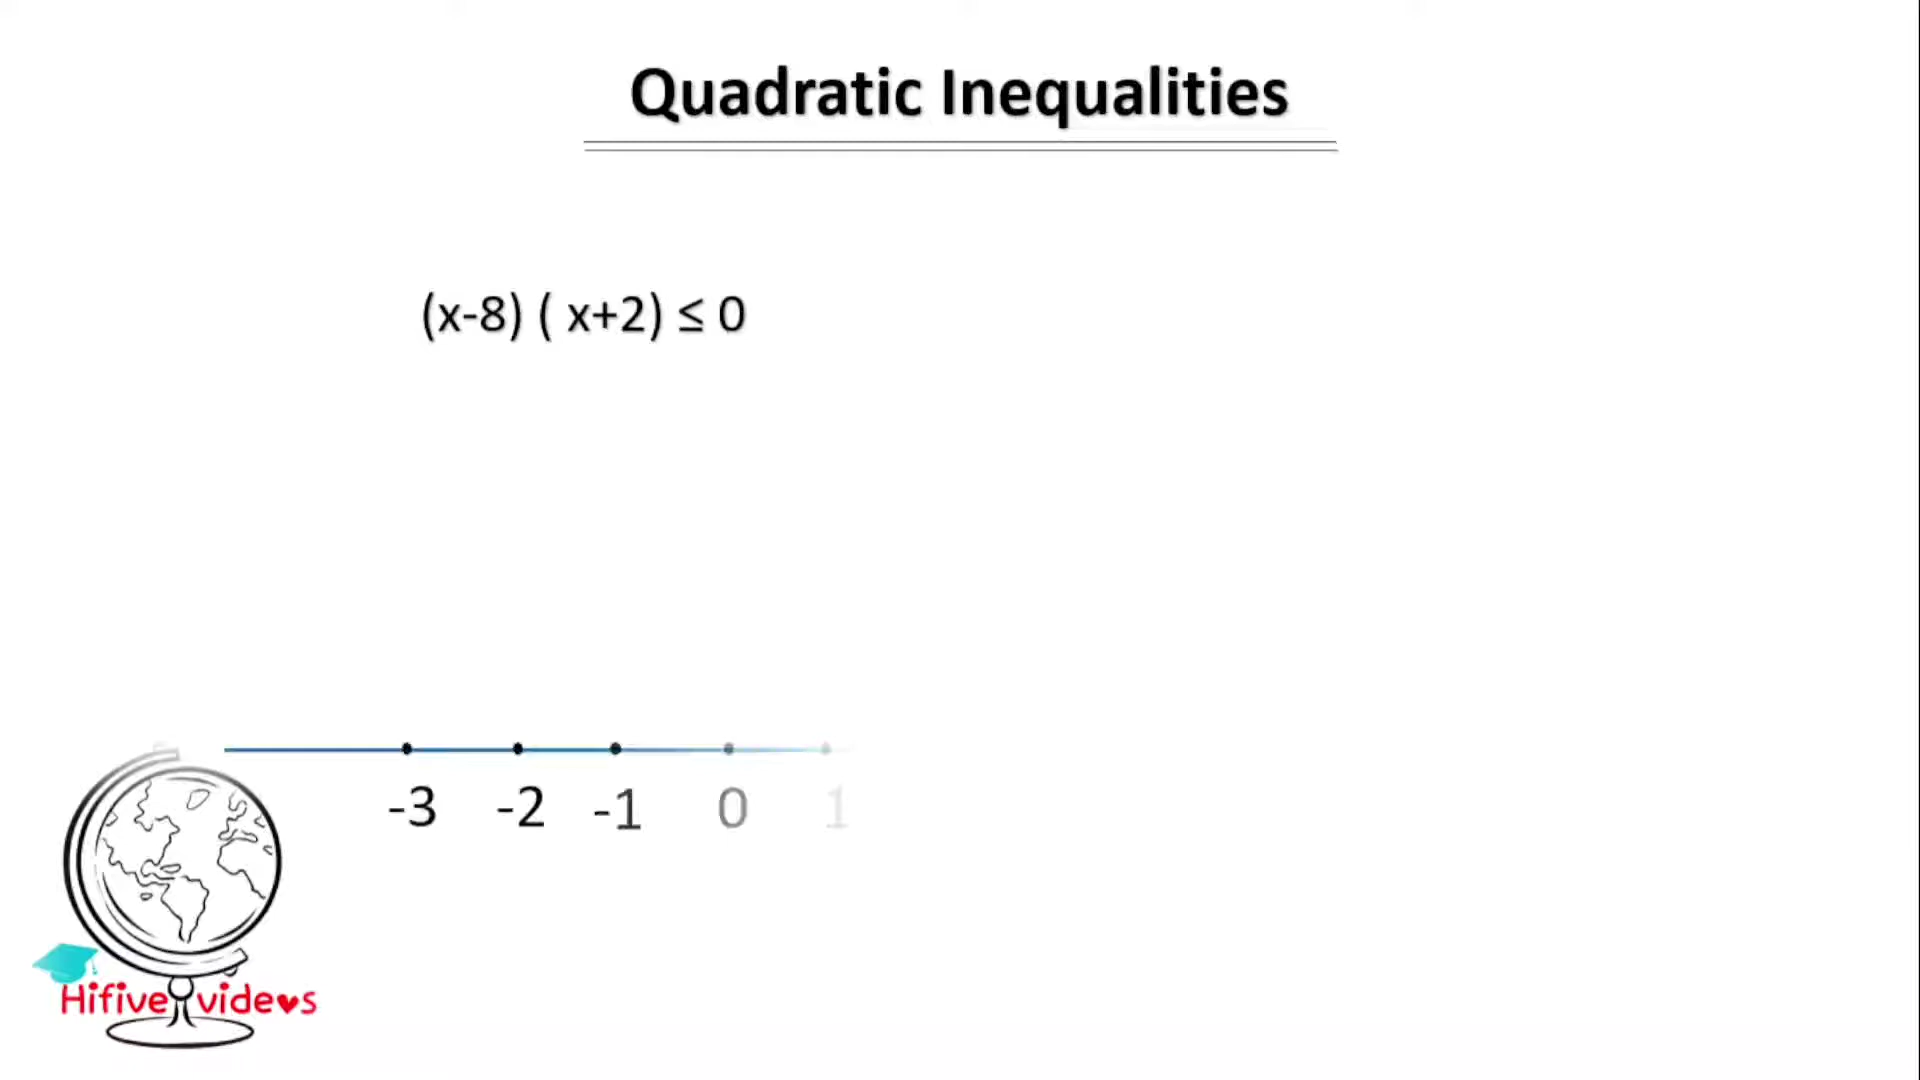 Quadratic Inequalities
(x-8) ( x+2) ≤ 0
-3 -2 -1 0 1
Hifive videos